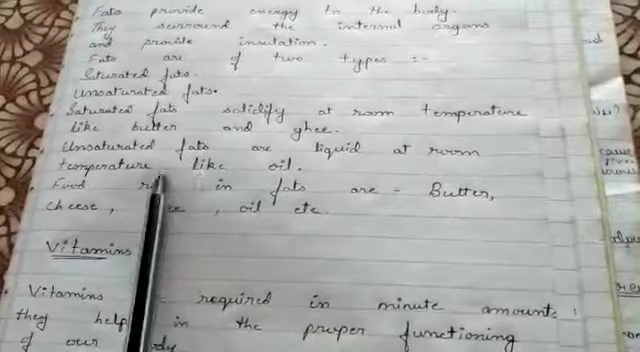 Fats provide energy to the body.
They surround the internal organs
and provide insulation.
Fats are of two types :-
Saturated fats.
Unsaturated fats.
Saturated fats solidify at room temperature
like butter and ghee.
Unsaturated fats are liquid at room
temperature like oil.
Food in fats are - Butter,
cheese, , oil etc.
Vitamins
Vitamins required in minute amounts
they help in the proper functioning
of our